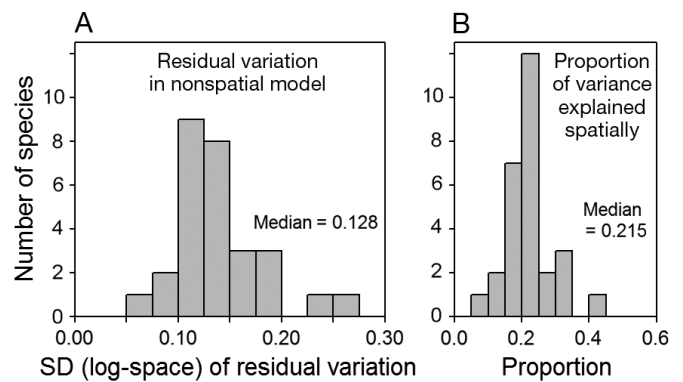 A
Residual variation
in nonspatial model
Number of species
10
8
6
4
2
0
Median = 0.128
0.00
0.10
0.20
0.30
SD (log-space) of residual variation
B
Proportion
of variance
explained
spatially
10
8
6
4
2
0
Median
= 0.215
0.0
0.2
0.4
0.6
Proportion